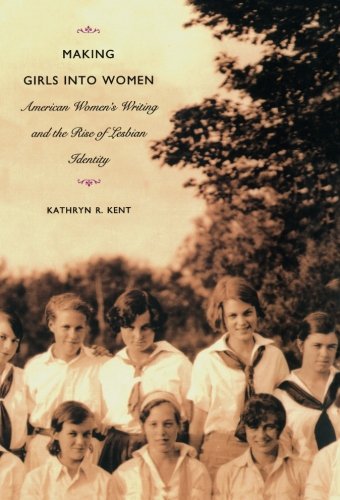 MAKING
GIRLS INTO WOMEN
American Women's Writing
and the Rise of Lesbian
Identity
KATHRYN R. KENT